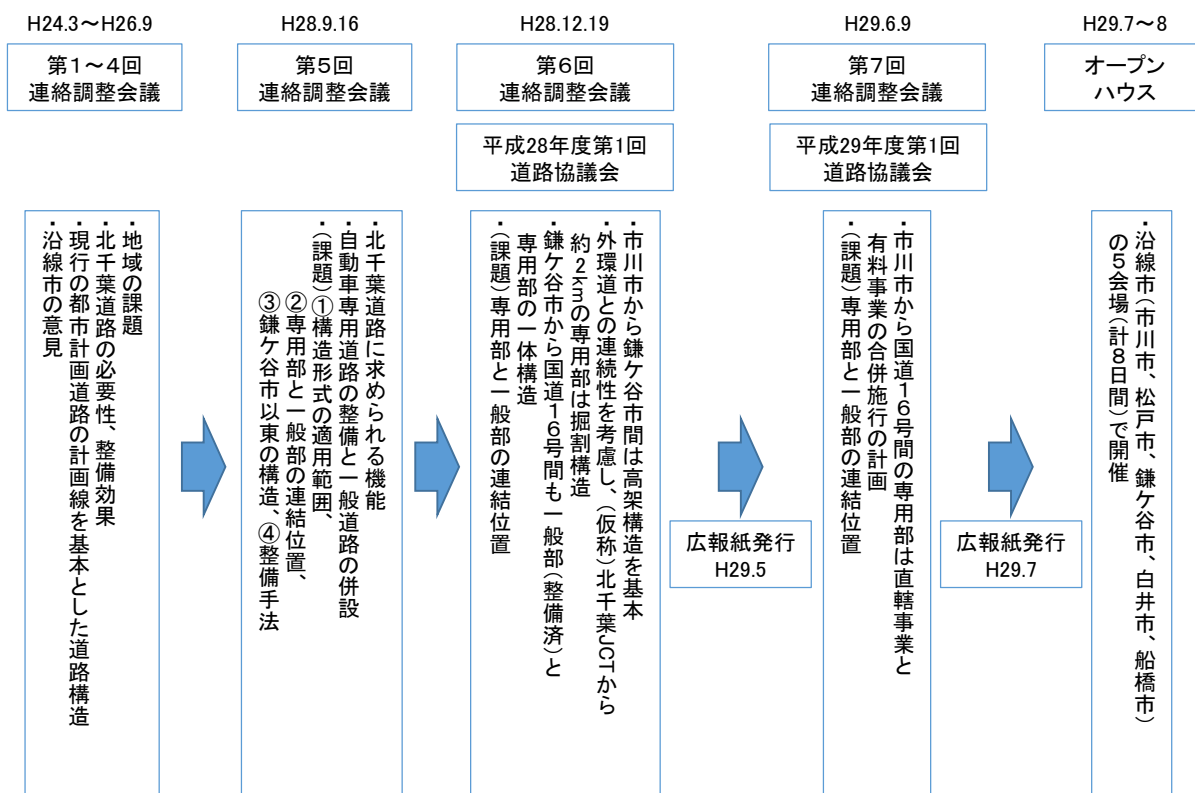 H24.3～H26.9
第1～4回
連絡調整会議
・地域の課題
・北千葉道路の必要性、整備効果
・現行の都市計画道路の計画線を基本とした道路構造
・沿線市の意見
H28.9.16
第5回
連絡調整会議
・北千葉道路に求められる機能
・自動車専用道路の整備と一般道路の併設
・(課題)①構造形式の適用範囲、
②専用部と一般部の連結位置、
③鎌ケ谷市以東の構造、④整備手法
H28.12.19
第6回
連絡調整会議
平成28年度第1回
道路協議会
・市川市から鎌ケ谷市間は高架構造を基本
・外環道との連続性を考慮し、(仮称)北千葉JCTから
約2kmの専用部は掘割構造
・鎌ケ谷市から国道16号間も一般部(整備済)と
専用部の一体構造
・(課題)専用部と一般部の連結位置
広報紙発行
H29.5
H29.6.9
第7回
連絡調整会議
平成29年度第1回
道路協議会
・市川市から国道16号間の専用部は直轄事業と
有料事業の合併施行の計画
・(課題)専用部と一般部の連結位置
広報紙発行
H29.7
H29.7～8
オープン
ハウス
・沿線市(市川市、松戸市、鎌ケ谷市、白井市、船橋市)
の5会場(計8日間)で開催